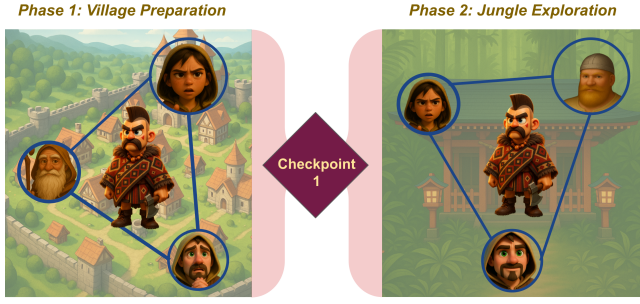 Phase 1: Village Preparation
Phase 2: Jungle Exploration
Checkpoint
1